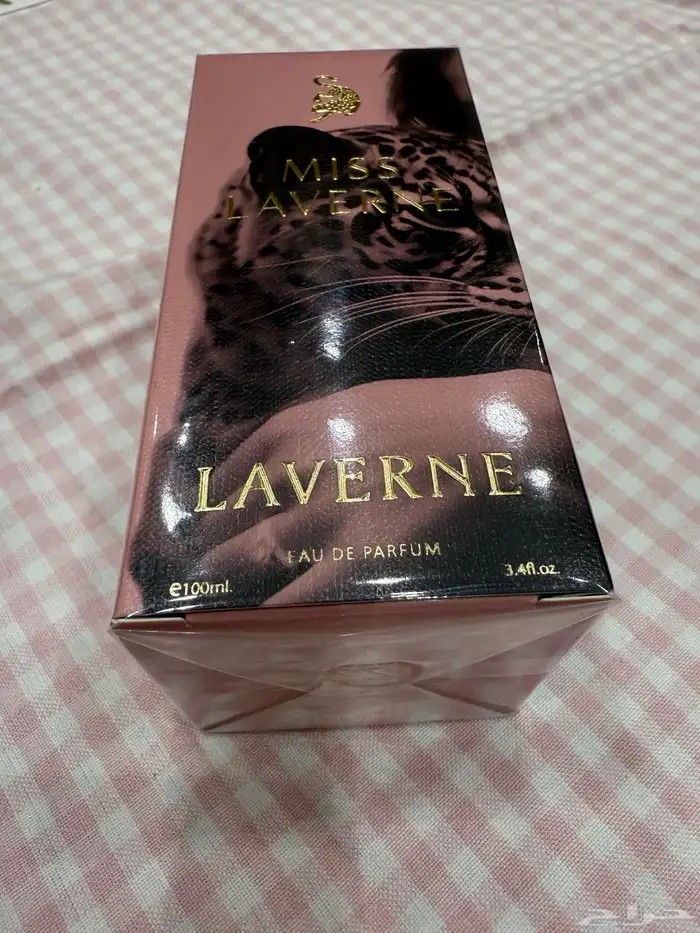 MISS
LAVERNE
LAVERNE
EAU DE PARFUM
℮100ml.
3.4fl.oz.
حراج